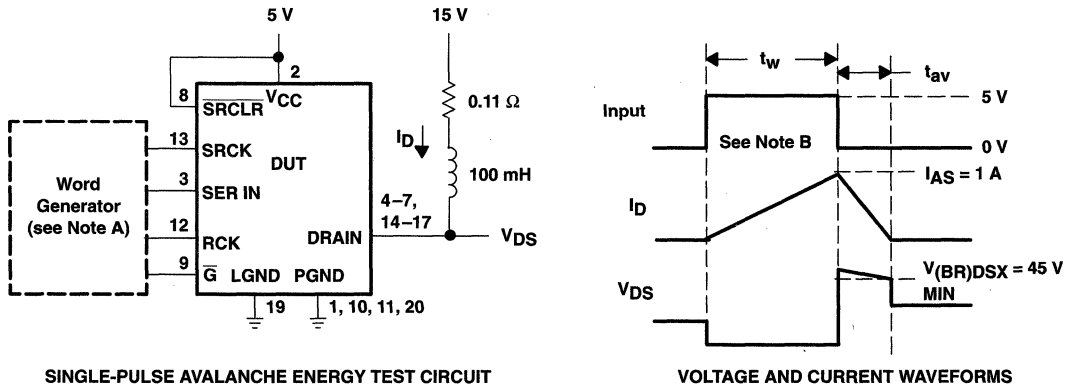 5 V
15 V
2
8
SRCLR
VCC
0.11 Ω
13
SRCK
DUT
ID
100 mH
Word
Generator
(see Note A)
3
SER IN
4–7,
14–17
12
RCK
DRAIN
VDS
9
G
LGND
PGND
19
1, 10, 11, 20
SINGLE-PULSE AVALANCHE ENERGY TEST CIRCUIT
tw
tav
Input
5 V
See Note B
0 V
IAS = 1 A
ID
V(BR)DSX = 45 V
MIN
VDS
VOLTAGE AND CURRENT WAVEFORMS